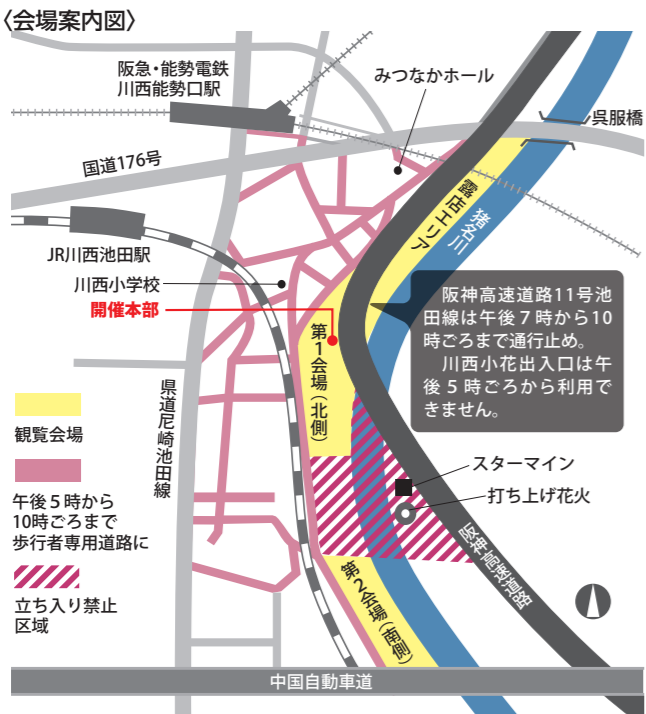 〈会場案内図〉
阪急・能勢電鉄
川西能勢口駅
みつなかホール
呉服橋
国道176号
露店エリア
猪名川
JR川西池田駅
川西小学校
開催本部
阪神高速道路11号池
田線は午後7時から10
時ごろまで通行止め。
川西小花出入口は午
後5時ごろから利用で
きません。
第1会場(北側)
県道尼崎池田線
観覧会場
スターマイン
打ち上げ花火
午後5時から
10時ごろまで
歩行者専用道路に
阪神高速道路
立ち入り禁止
区域
第2会場(南側)
中国自動車道